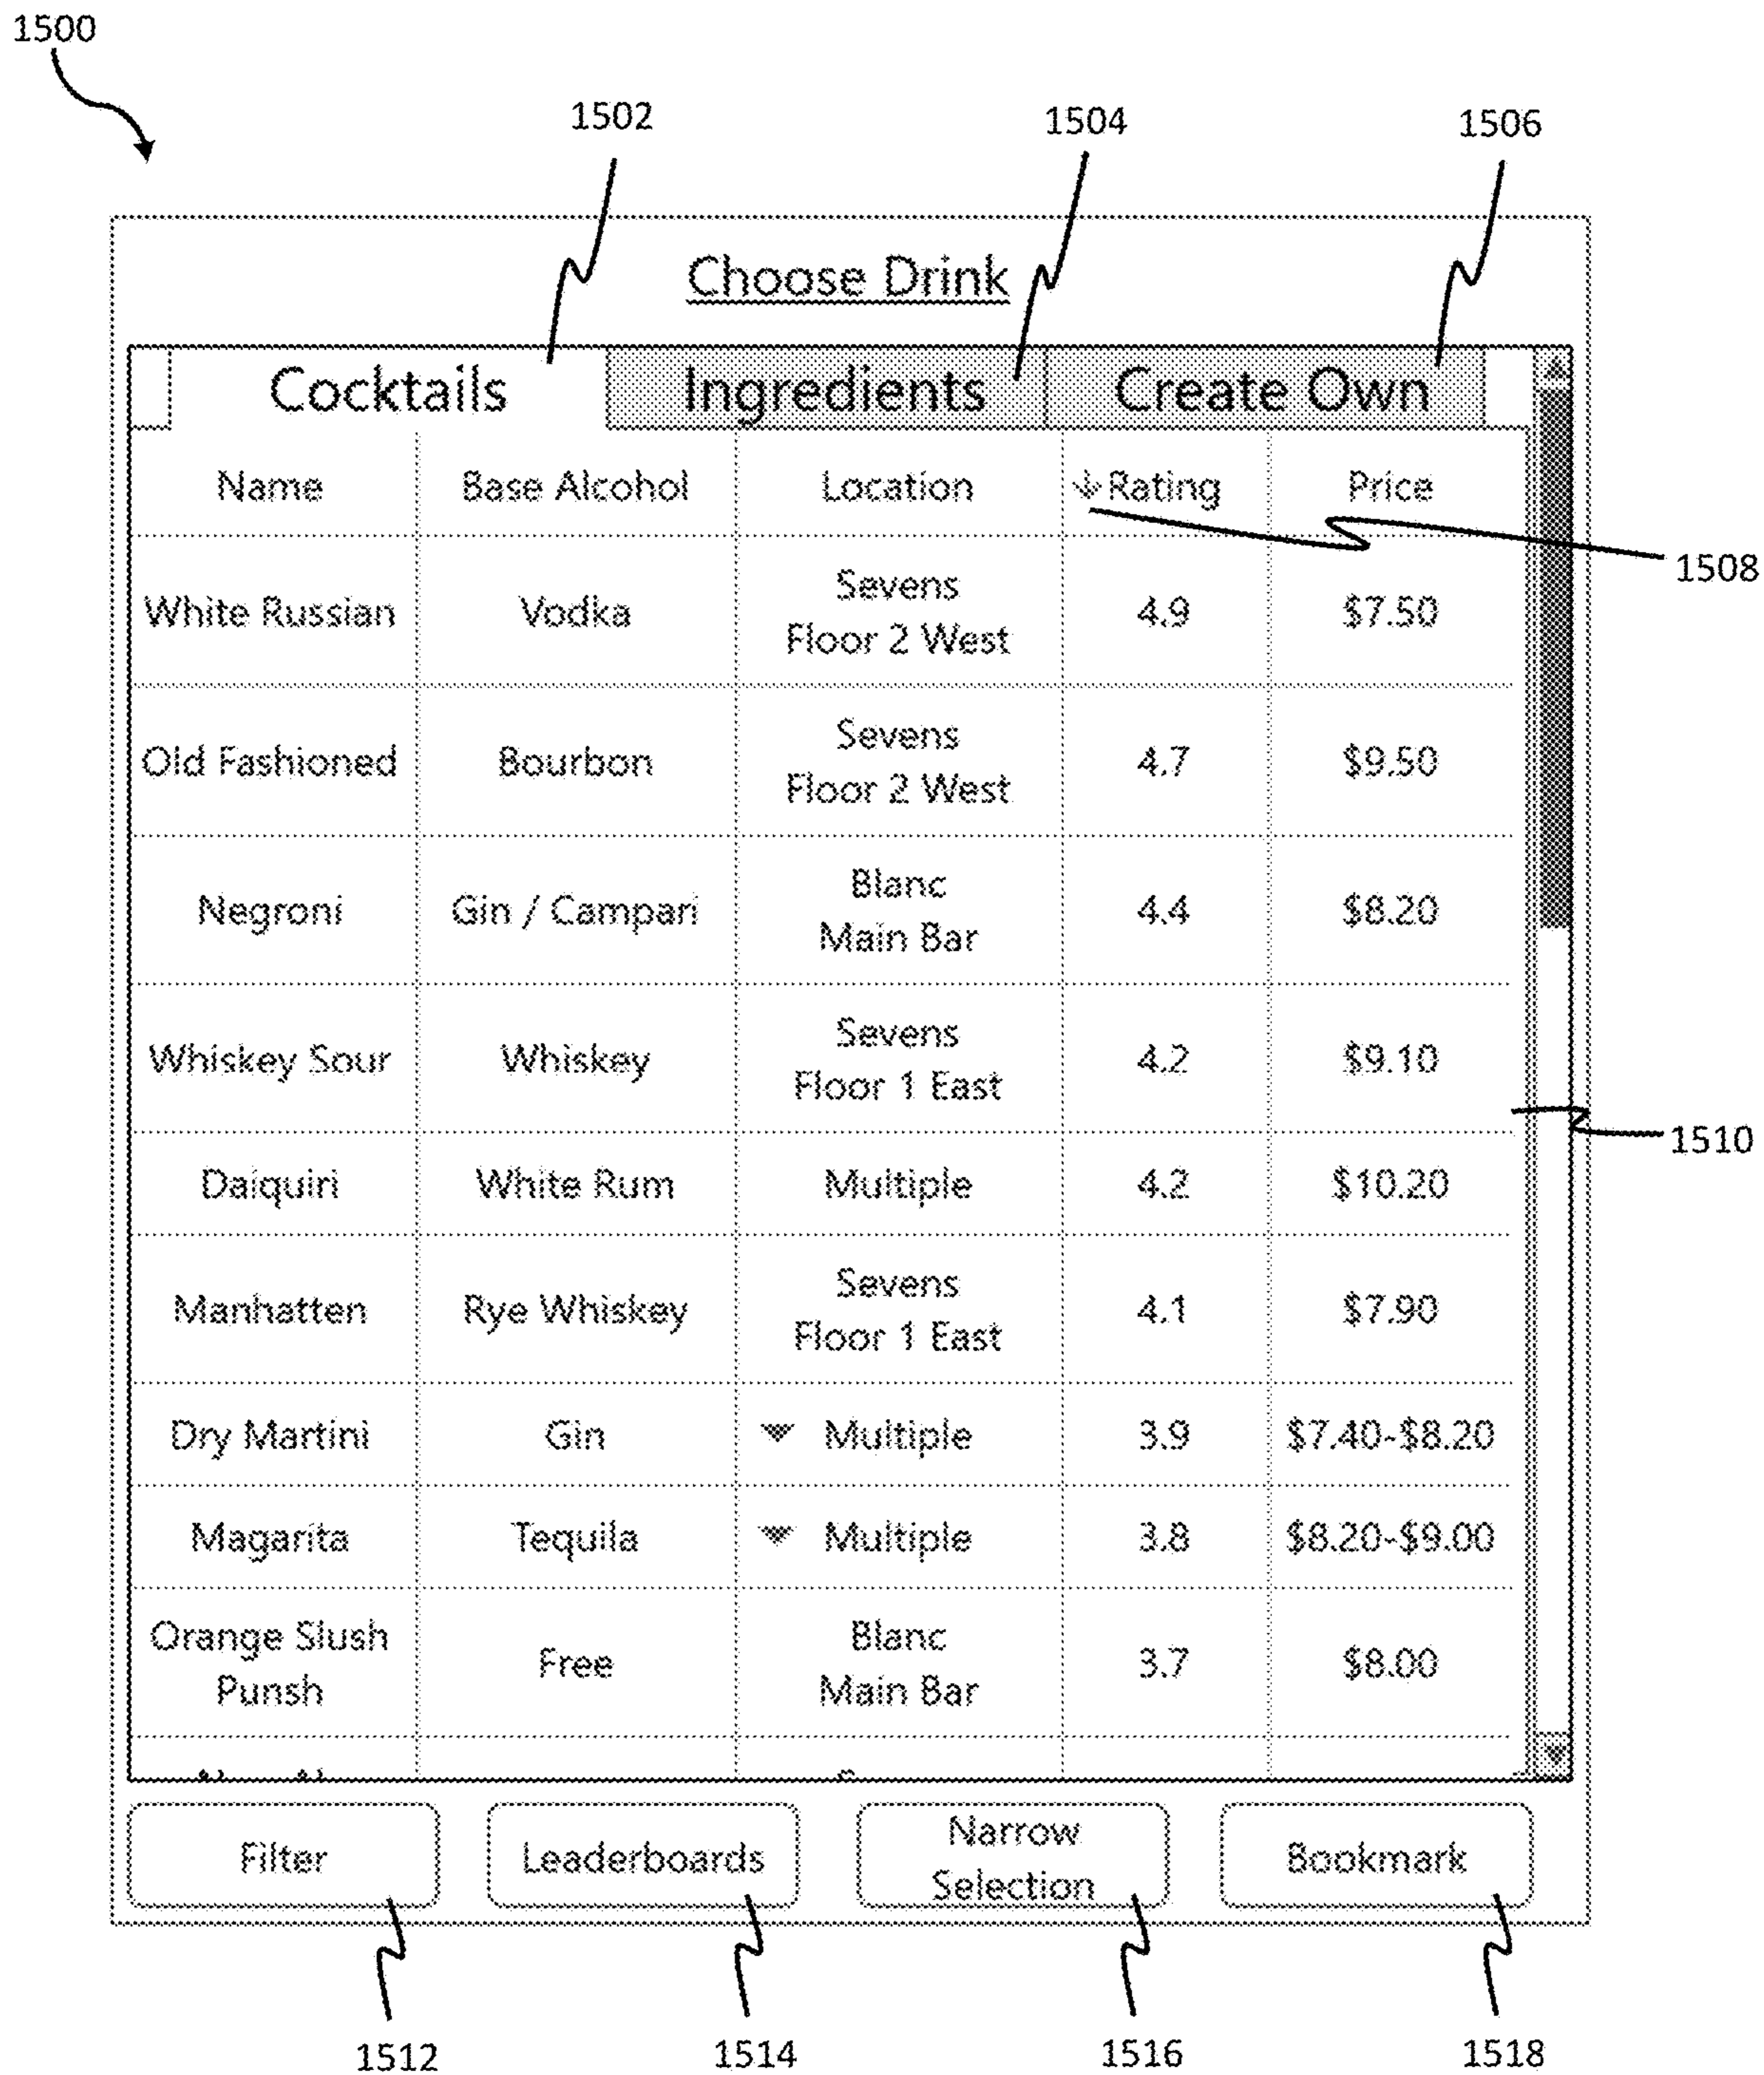 1500
1502
1504
1506
Choose Drink
Cocktails Ingredients Create Own
Name Base Alcohol Location Rating Price
1508
White Russian Vodka Sevens Floor 2 West 4.9 $7.50
Old Fashioned Bourbon Sevens Floor 2 West 4.7 $9.50
Negroni Gin / Campari Blanc Main Bar 4.4 $8.20
Whiskey Sour Whiskey Sevens Floor 1 East 4.2 $9.10
1510
Daiquiri White Rum Multiple 4.2 $10.20
Manhatten Rye Whiskey Sevens Floor 1 East 4.1 $7.90
Dry Martini Gin Multiple 3.9 $7.40-$8.20
Magarita Tequila Multiple 3.8 $8.20-$9.00
Orange Slush Punsh Free Blanc Main Bar 3.7 $8.00
Filter Leaderboards Narrow Selection Bookmark
1512
1514
1516
1518